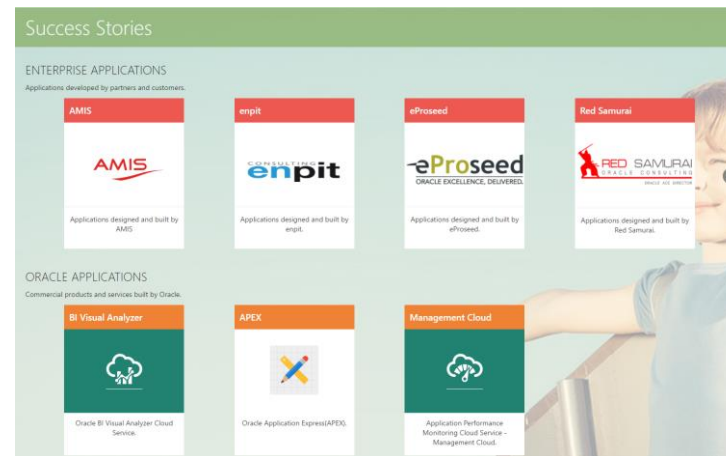 Success Stories
ENTERPRISE APPLICATIONS
Applications developed by partners and customers.
AMIS
enpit
eProseed
Red Samurai
AMIS
CONSULTING
enpit
eProseed
ORACLE EXCELLENCE, DELIVERED.
RED SAMURAI
ORACLE CONSULTING
ORACLE ACE DIRECTOR
Applications designed and built by
AMIS
Applications designed and built by
enpit.
Applications designed and built by
eProseed.
Applications designed and built by
Red Samurai.
ORACLE APPLICATIONS
Commercial products and services built by Oracle.
BI Visual Analyzer
APEX
Management Cloud
Oracle BI Visual Analyzer Cloud
Service.
Oracle Application Express(APEX).
Application Performance
Monitoring Cloud Service -
Management Cloud.